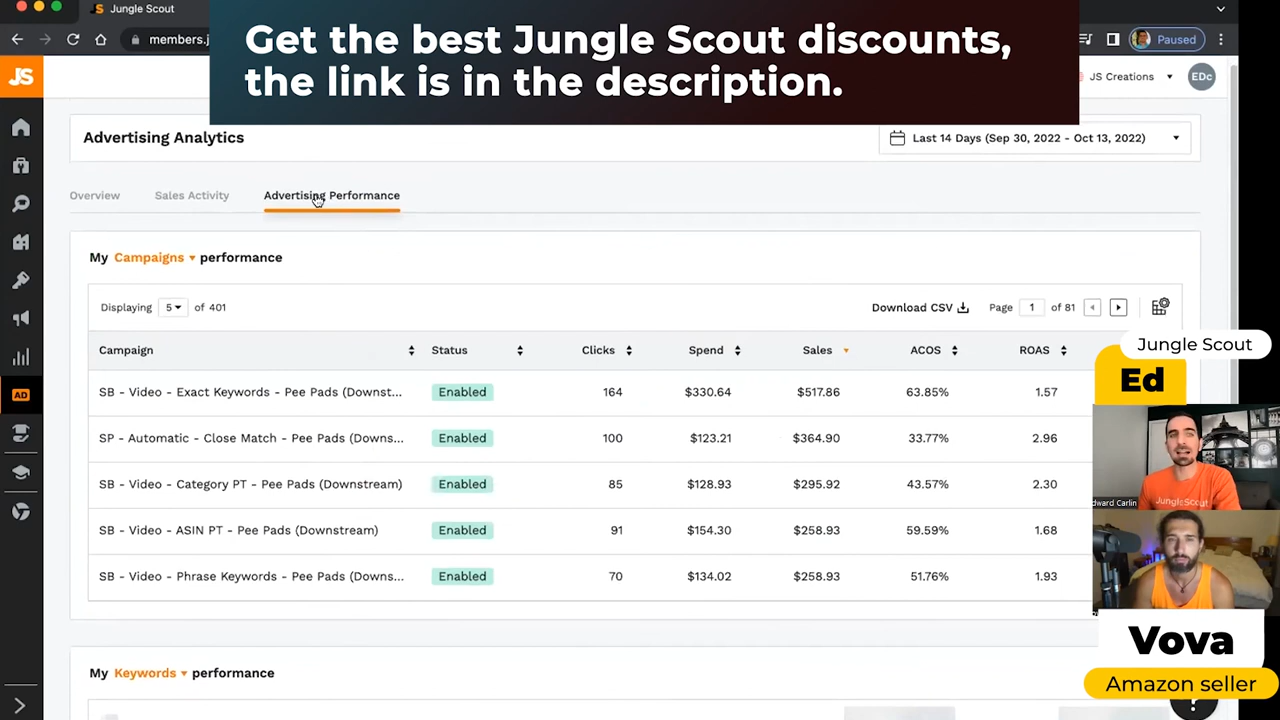 Jungle Scout
Get the best Jungle Scout discounts,
the link is in the description.
members.j
Paused
JS
JS Creations
EDc
Advertising Analytics
Last 14 Days (Sep 30, 2022 - Oct 13, 2022)
Overview
Sales Activity
Advertising Performance
My Campaigns performance
Displaying 5 of 401
Download CSV
Page 1 of 81
Campaign Status Clicks Spend Sales ACOS ROAS
SB - Video - Exact Keywords - Pee Pads (Downst... Enabled 164 $330.64 $517.86 63.85% 1.57
SP - Automatic - Close Match - Pee Pads (Downs... Enabled 100 $123.21 $364.90 33.77% 2.96
SB - Video - Category PT - Pee Pads (Downstream) Enabled 85 $128.93 $295.92 43.57% 2.30
SB - Video - ASIN PT - Pee Pads (Downstream) Enabled 91 $154.30 $258.93 59.59% 1.68
SB - Video - Phrase Keywords - Pee Pads (Downs... Enabled 70 $134.02 $258.93 51.76% 1.93
AD
My Keywords performance
Jungle Scout
Ed
JungleScout
dward Carlin
Vova
Amazon seller
?